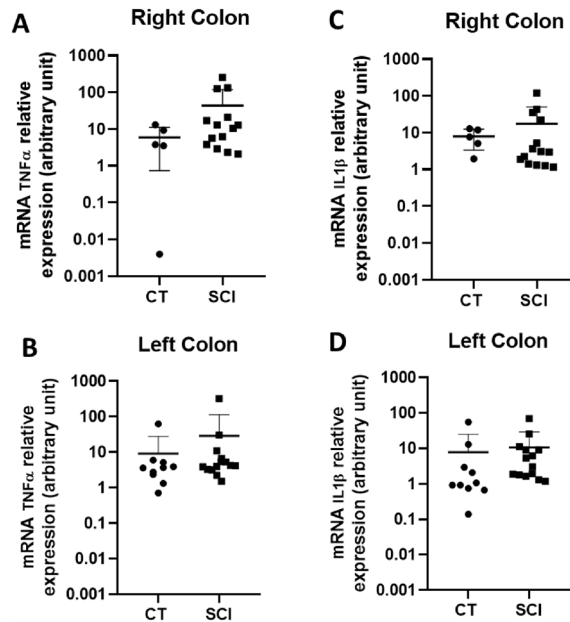 A
Right Colon
mRNA TNFα relative
expression (arbitrary unit)
1000
100
10
1
0.1
0.01
0.001
CT
SCI
C
Right Colon
mRNA IL1β relative
expression (arbitrary unit)
1000
100
10
1
0.1
0.01
0.001
CT
SCI
B
Left Colon
mRNA TNFα relative
expression (arbitrary unit)
1000
100
10
1
0.1
0.01
0.001
CT
SCI
D
Left Colon
mRNA IL1β relative
expression (arbitrary unit)
1000
100
10
1
0.1
0.01
0.001
CT
SCI